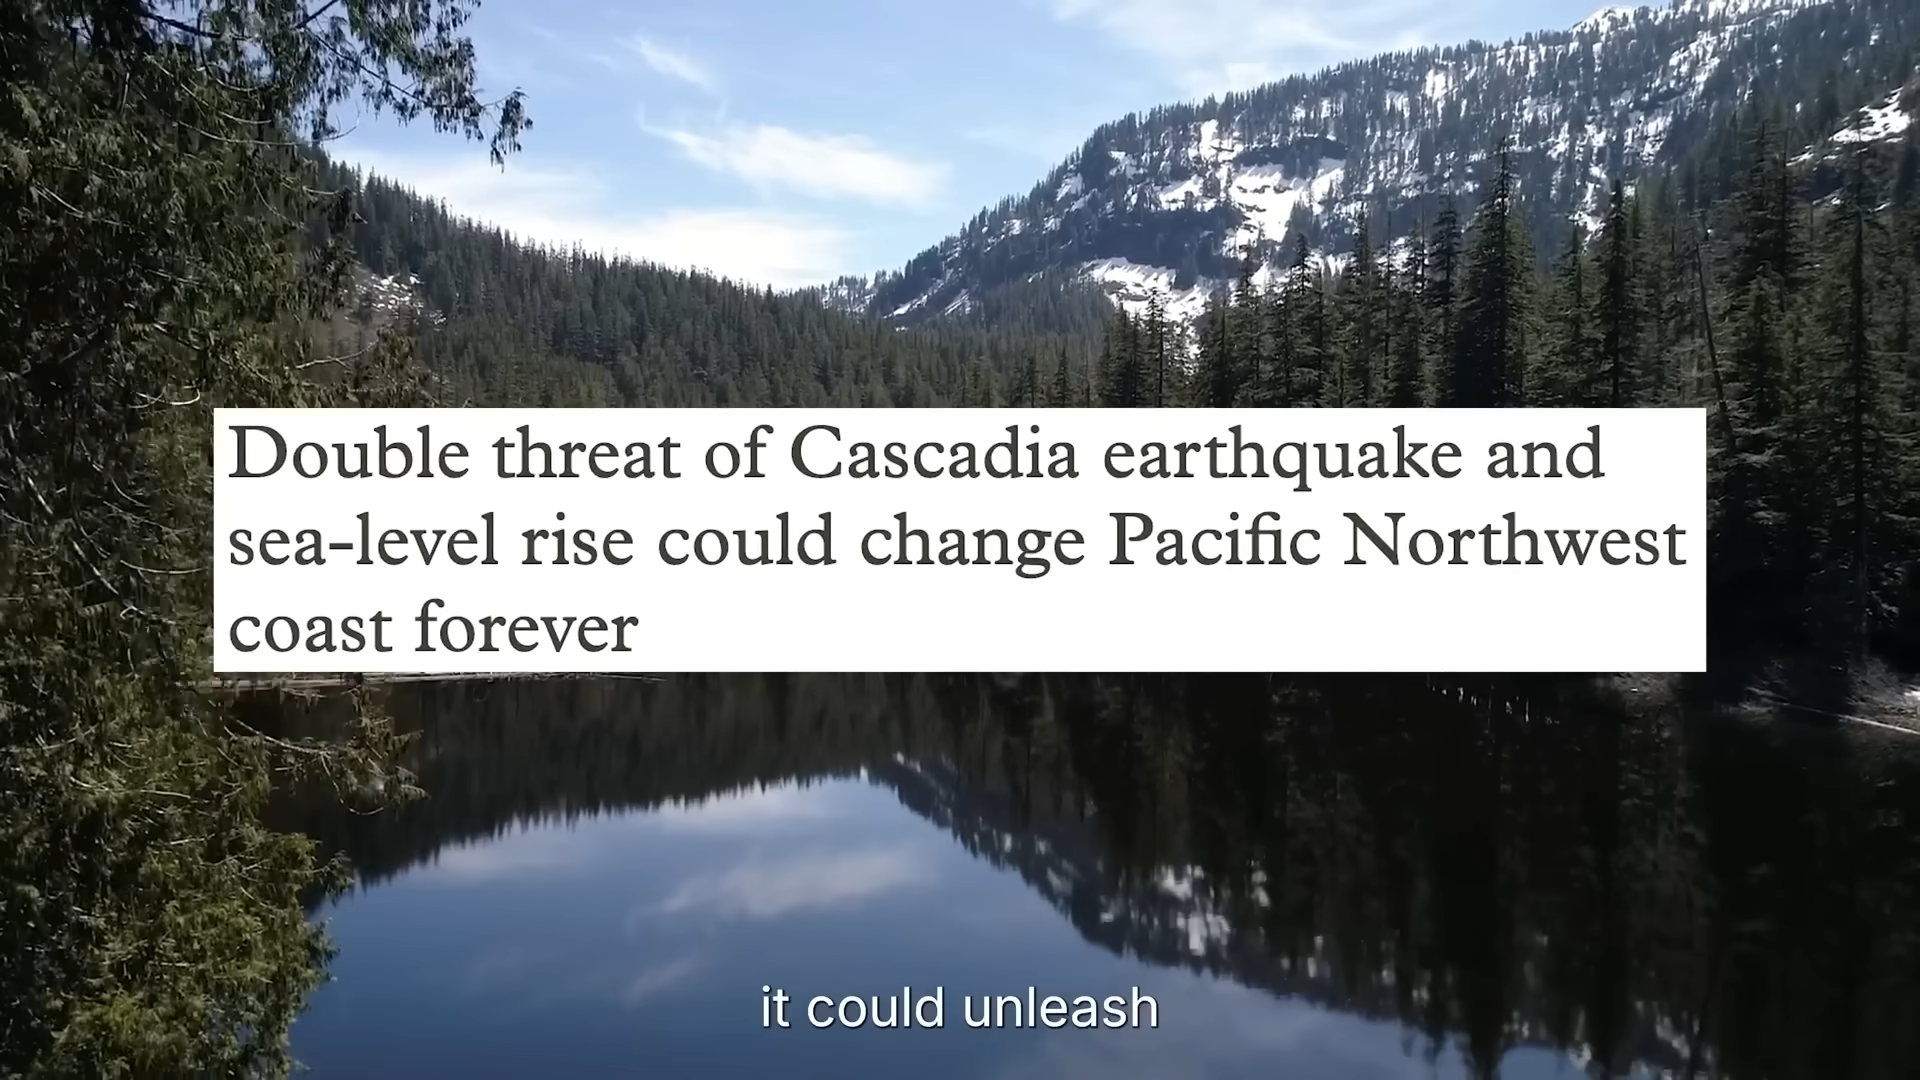 Double threat of Cascadia earthquake and
sea-level rise could change Pacific Northwest
coast forever
it could unleash